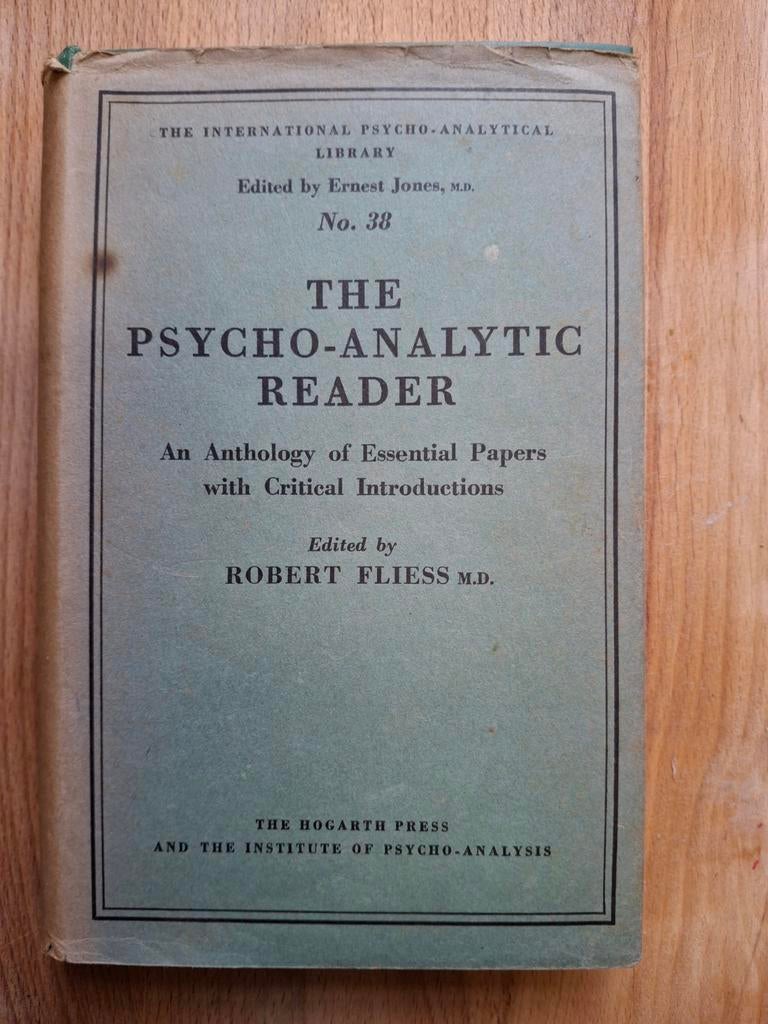 THE INTERNATIONAL PSYCHO-ANALYTICAL
LIBRARY
Edited by Ernest Jones, M.D.
No. 38
THE
PSYCHO-ANALYTIC
READER
An Anthology of Essential Papers
with Critical Introductions
Edited by
ROBERT FLIESS M.D.
THE HOGARTH PRESS
AND THE INSTITUTE OF PSYCHO-ANALYSIS